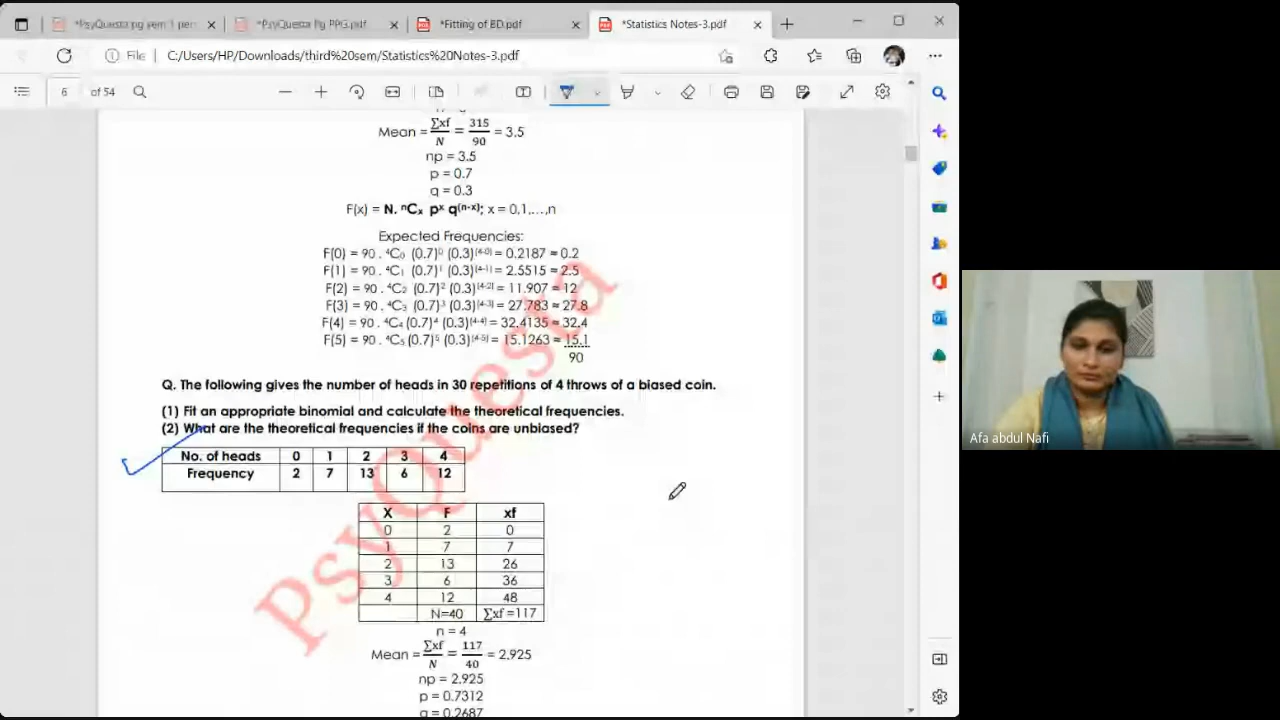 *PsyQuesta pg sem 1 per
*PsyQuesta Pg PPG.pdf
*Fitting of BD.pdf
*Statistics Notes-3.pdf
File
C:/Users/HP/Downloads/third%20sem/Statistics%20Notes-3.pdf
6 of 54
Mean = ∑xf/N = 315/90 = 3.5
np = 3.5
p = 0.7
q = 0.3
F(x) = N. ⁿCₓ pˣ q⁽ⁿ⁻ˣ⁾; x = 0,1,...,n
Expected Frequencies:
F(0) = 90 . ⁴C₀ (0.7)⁰ (0.3)⁽⁴⁻⁰⁾ = 0.2187 ≈ 0.2
F(1) = 90 . ⁴C₁ (0.7)¹ (0.3)⁽⁴⁻¹⁾ = 2.5515 ≈ 2.5
F(2) = 90 . ⁴C₂ (0.7)² (0.3)⁽⁴⁻²⁾ = 11.907 ≈ 12
F(3) = 90 . ⁴C₃ (0.7)³ (0.3)⁽⁴⁻³⁾ = 27.783 ≈ 27.8
F(4) = 90 . ⁴C₄ (0.7)⁴ (0.3)⁽⁴⁻⁴⁾ = 32.4135 ≈ 32.4
F(5) = 90 . ⁴C₅ (0.7)⁵ (0.3)⁽⁴⁻⁵⁾ = 15.1263 ≈ 15.1
90
Q. The following gives the number of heads in 30 repetitions of 4 throws of a biased coin.
(1) Fit an appropriate binomial and calculate the theoretical frequencies.
(2) What are the theoretical frequencies if the coins are unbiased?
No. of heads 0 1 2 3 4
Frequency 2 7 13 6 12
X F xf
0 2 0
1 7 7
2 13 26
3 6 36
4 12 48
N=40 ∑xf =117
n = 4
Mean = ∑xf/N = 117/40 = 2.925
np = 2.925
p = 0.7312
q = 0.2687
PsyQuesta
Afa abdul Nafi